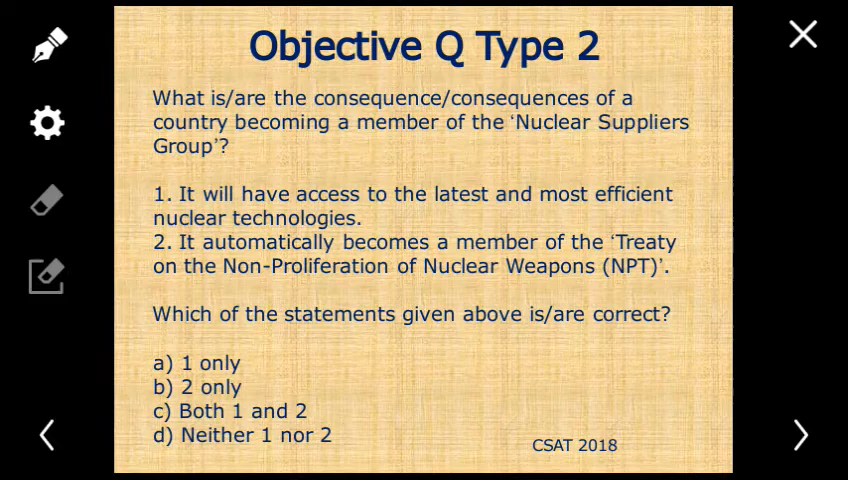 Objective Q Type 2
What is/are the consequence/consequences of a
country becoming a member of the ‘Nuclear Suppliers
Group’?
1. It will have access to the latest and most efficient
nuclear technologies.
2. It automatically becomes a member of the ‘Treaty
on the Non-Proliferation of Nuclear Weapons (NPT)’.
Which of the statements given above is/are correct?
a) 1 only
b) 2 only
c) Both 1 and 2
d) Neither 1 nor 2
CSAT 2018